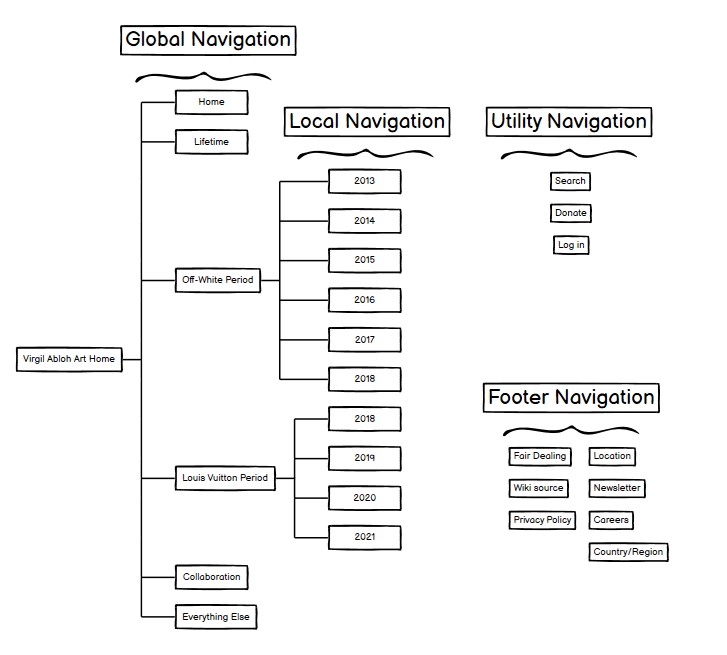 Global Navigation
Home
Lifetime
Off-White Period
Virgil Abloh Art Home
Louis Vuitton Period
Collaboration
Everything Else
Local Navigation
2013
2014
2015
2016
2017
2018
2018
2019
2020
2021
Utility Navigation
Search
Donate
Log in
Footer Navigation
Fair Dealing
Location
Wiki source
Newsletter
Privacy Policy
Careers
Country/Region